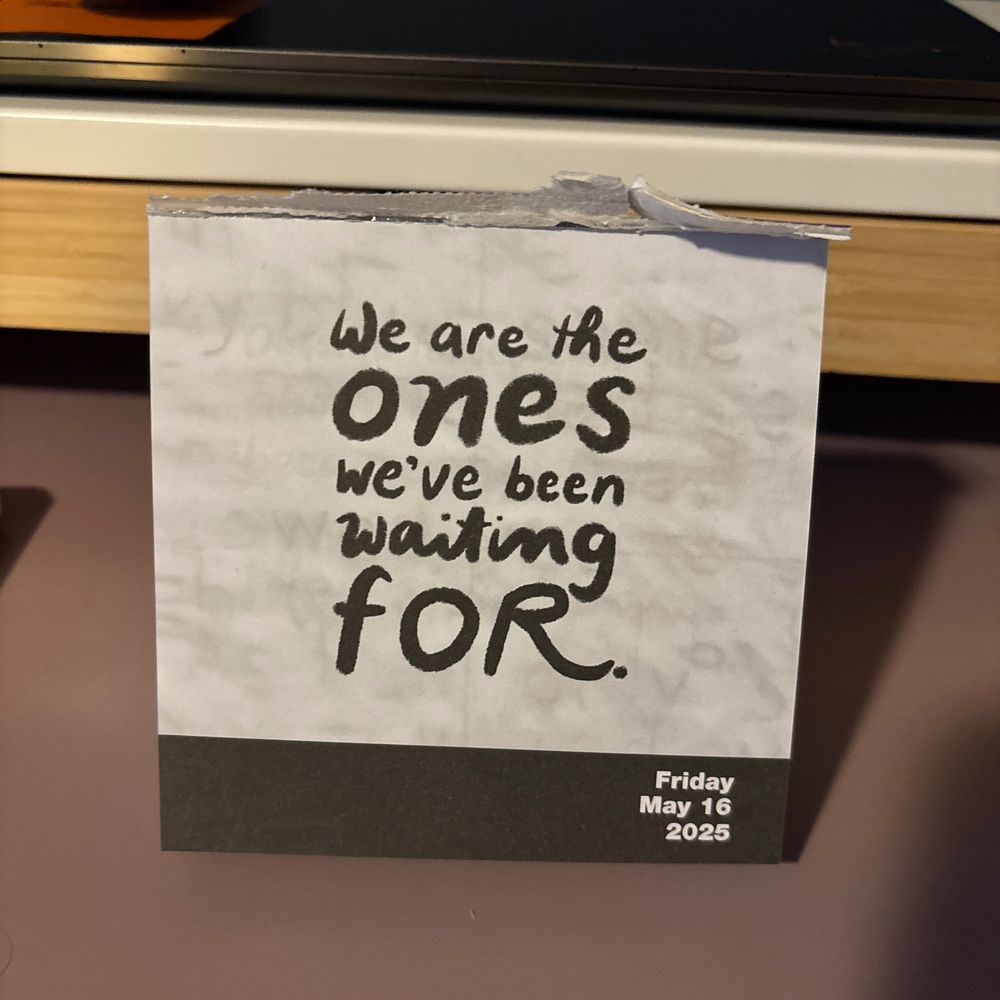 We are the
ones
we've been
waiting
fOR.
Friday
May 16
2025